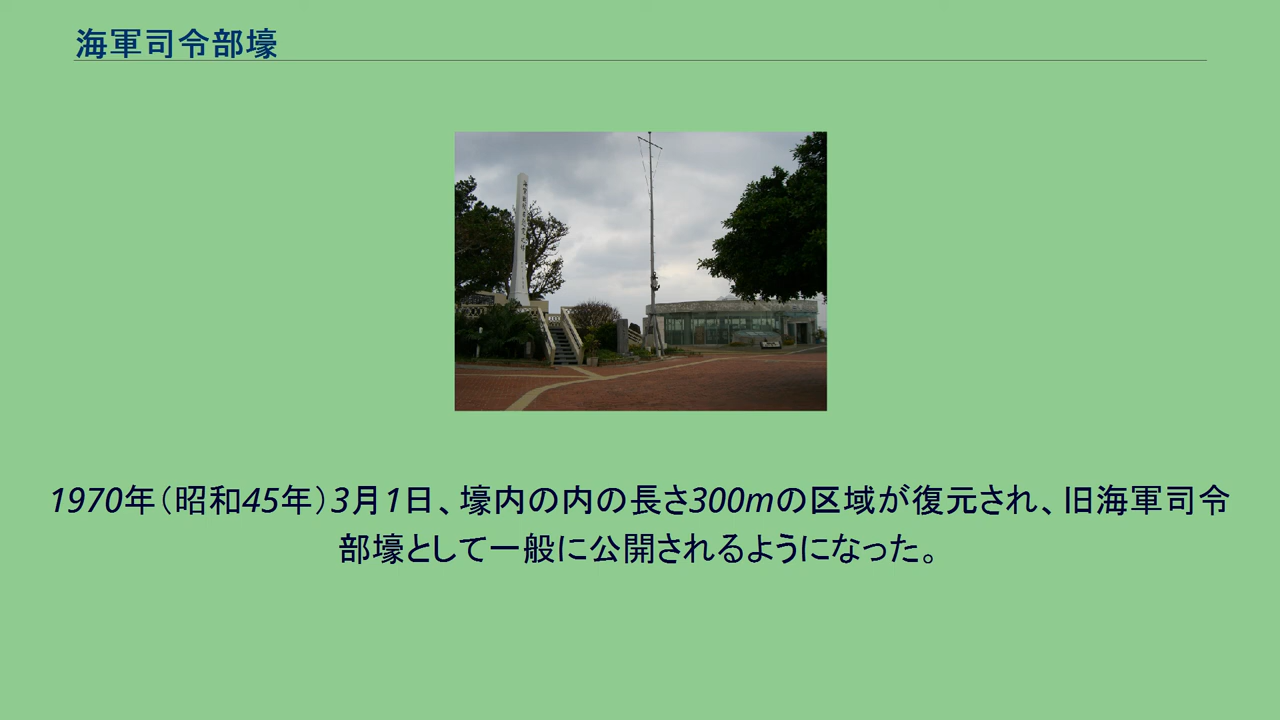 海軍司令部壕
1970年（昭和45年）3月1日、壕内の内の長さ300mの区域が復元され、旧海軍司令
部壕として一般に公開されるようになった。